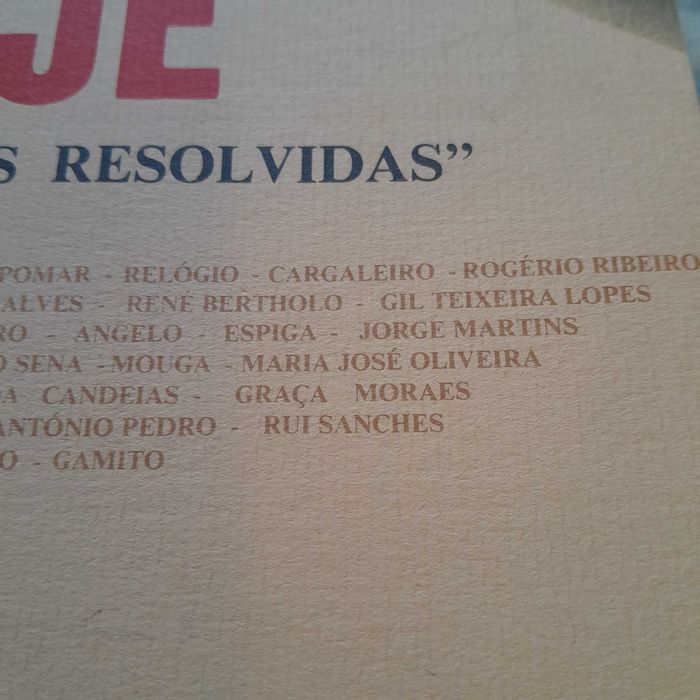 JE
S RESOLVIDAS”
POMAR - RELÓGIO - CARGALEIRO - ROGÉRIO RIBEIRO
ALVES - RENÉ BERTHOLO - GIL TEIXEIRA LOPES
RO - ANGELO - ESPIGA - JORGE MARTINS
O SENA - MOUGA - MARIA JOSÉ OLIVEIRA
DA CANDEIAS - GRAÇA MORAES
ANTÓNIO PEDRO - RUI SANCHES
O - GAMITO